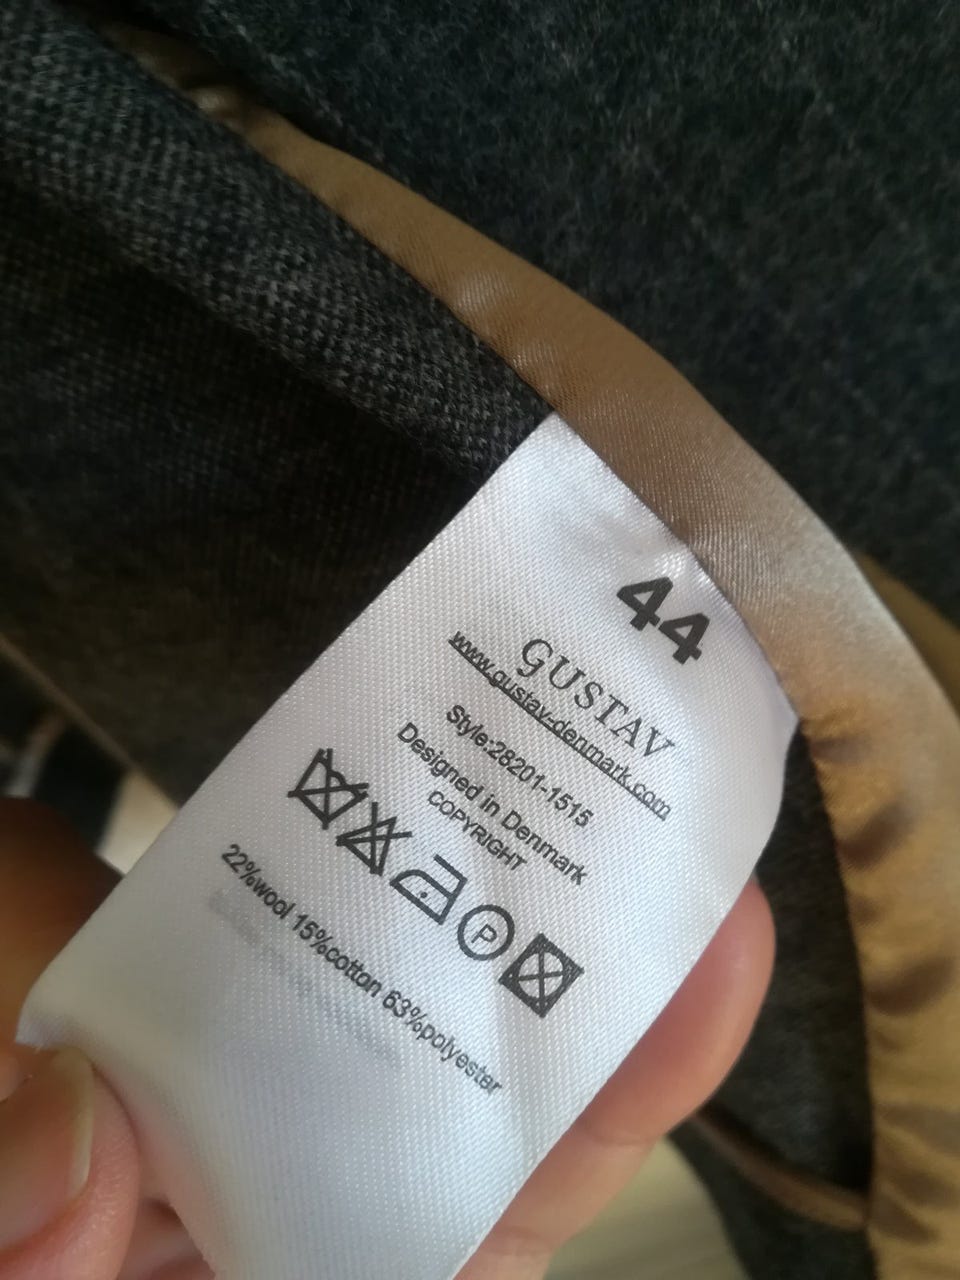 44
GUSTAV
www.gustav-denmark.com
Style:28201-1515
Designed in Denmark
COPYRIGHT
P
22%wool 15%cotton 63%polyester